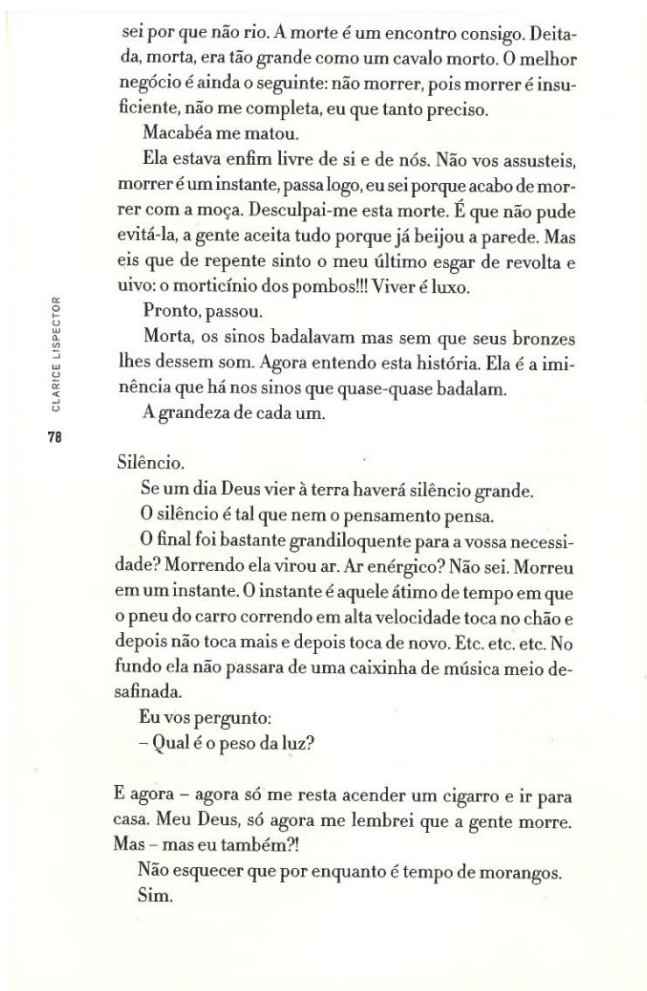 sei por que não rio. A morte é um encontro consigo. Deita-
da, morta, era tão grande como um cavalo morto. O melhor
negócio é ainda o seguinte: não morrer, pois morrer é insu-
ficiente, não me completa, eu que tanto preciso.
Macabéa me matou.
Ela estava enfim livre de si e de nós. Não vos assusteis,
morrer é um instante, passa logo, eu sei porque acabo de mor-
rer com a moça. Desculpai-me esta morte. É que não pude
evitá-la, a gente aceita tudo porque já beijou a parede. Mas
eis que de repente sinto o meu último esgar de revolta e
uivo: o morticínio dos pombos!!! Viver é luxo.
Pronto, passou.
Morta, os sinos badalavam mas sem que seus bronzes
lhes dessem som. Agora entendo esta história. Ela é a imi-
nência que há nos sinos que quase-quase badalam.
A grandeza de cada um.
CLARICE LISPECTOR
78
Silêncio.
Se um dia Deus vier à terra haverá silêncio grande.
O silêncio é tal que nem o pensamento pensa.
O final foi bastante grandiloquente para a vossa necessi-
dade? Morrendo ela virou ar. Ar enérgico? Não sei. Morreu
em um instante. O instante é aquele átimo de tempo em que
o pneu do carro correndo em alta velocidade toca no chão e
depois não toca mais e depois toca de novo. Etc. etc. etc. No
fundo ela não passara de uma caixinha de música meio de-
safinada.
Eu vos pergunto:
– Qual é o peso da luz?
E agora – agora só me resta acender um cigarro e ir para
casa. Meu Deus, só agora me lembrei que a gente morre.
Mas – mas eu também?!
Não esquecer que por enquanto é tempo de morangos.
Sim.